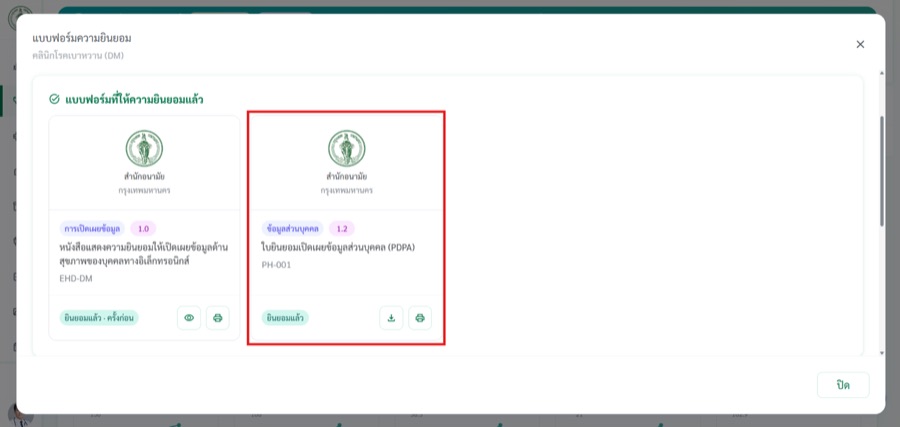 แบบฟอร์มความยินยอม
คลินิกโรคเบาหวาน (DM)
แบบฟอร์มที่ให้ความยินยอมแล้ว
สำนักอนามัย
กรุงเทพมหานคร
การเปิดเผยข้อมูล 1.0
หนังสือแสดงความยินยอมให้เปิดเผยข้อมูลด้าน
สุขภาพของบุคคลทางอิเล็กทรอนิกส์
EHD-DM
ยินยอมแล้ว · ครั้งก่อน
สำนักอนามัย
กรุงเทพมหานคร
ข้อมูลส่วนบุคคล 1.2
ใบยินยอมเปิดเผยข้อมูลส่วนบุคคล (PDPA)
PH-001
ยินยอมแล้ว
ปิด